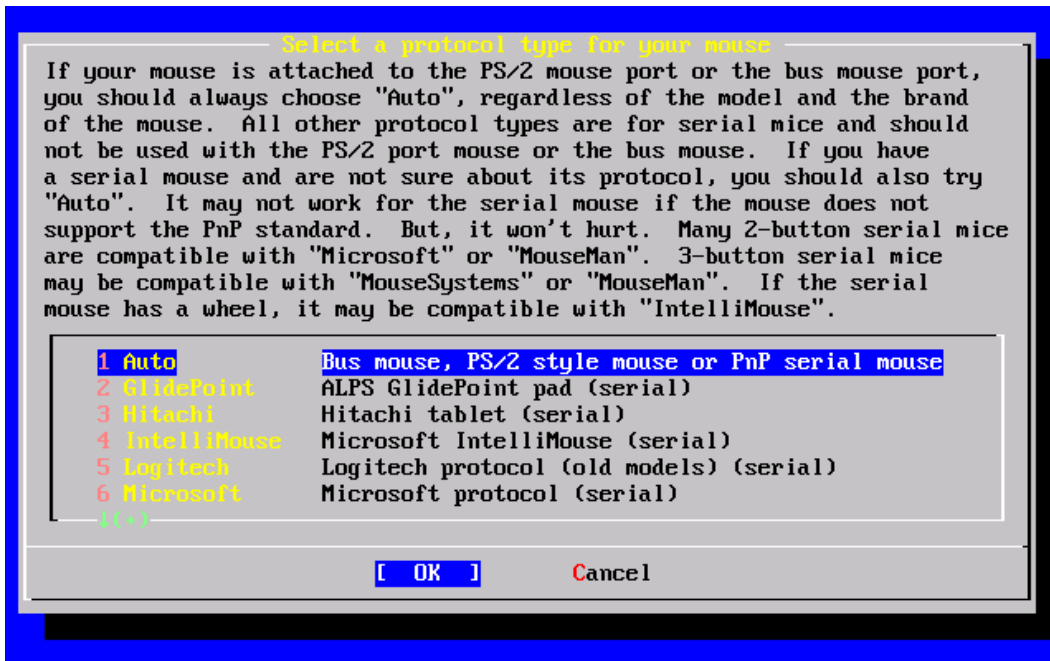 Select a protocol type for your mouse
If your mouse is attached to the PS/2 mouse port or the bus mouse port,
you should always choose "Auto", regardless of the model and the brand
of the mouse.  All other protocol types are for serial mice and should
not be used with the PS/2 port mouse or the bus mouse.  If you have
a serial mouse and are not sure about its protocol, you should also try
"Auto".  It may not work for the serial mouse if the mouse does not
support the PnP standard.  But, it won't hurt.  Many 2-button serial mice
are compatible with "Microsoft" or "MouseMan".  3-button serial mice
may be compatible with "MouseSystems" or "MouseMan".  If the serial
mouse has a wheel, it may be compatible with "IntelliMouse".
1 Auto Bus mouse, PS/2 style mouse or PnP serial mouse
2 GlidePoint ALPS GlidePoint pad (serial)
3 Hitachi Hitachi tablet (serial)
4 IntelliMouse Microsoft IntelliMouse (serial)
5 Logitech Logitech protocol (old models) (serial)
6 Microsoft Microsoft protocol (serial)
↓(+)
[ OK ] Cancel